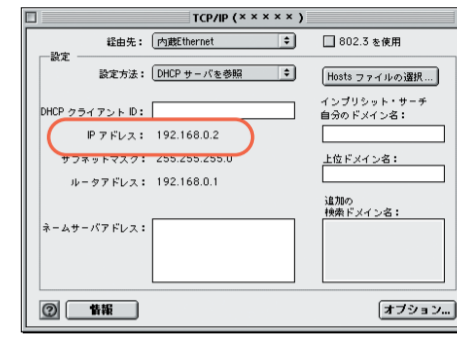 TCP/IP (×××××)
経由先： 内蔵Ethernet
802.3 を使用
設定
設定方法： DHCP サーバを参照
Hosts ファイルの選択...
DHCP クライアント ID：
インプリシット・サーチ
自分のドメイン名：
IP アドレス： 192.168.0.2
サブネットマスク： 255.255.255.0
上位ドメイン名：
ルータアドレス： 192.168.0.1
追加の
検索ドメイン名：
ネームサーバアドレス：
?
情報
オプション...